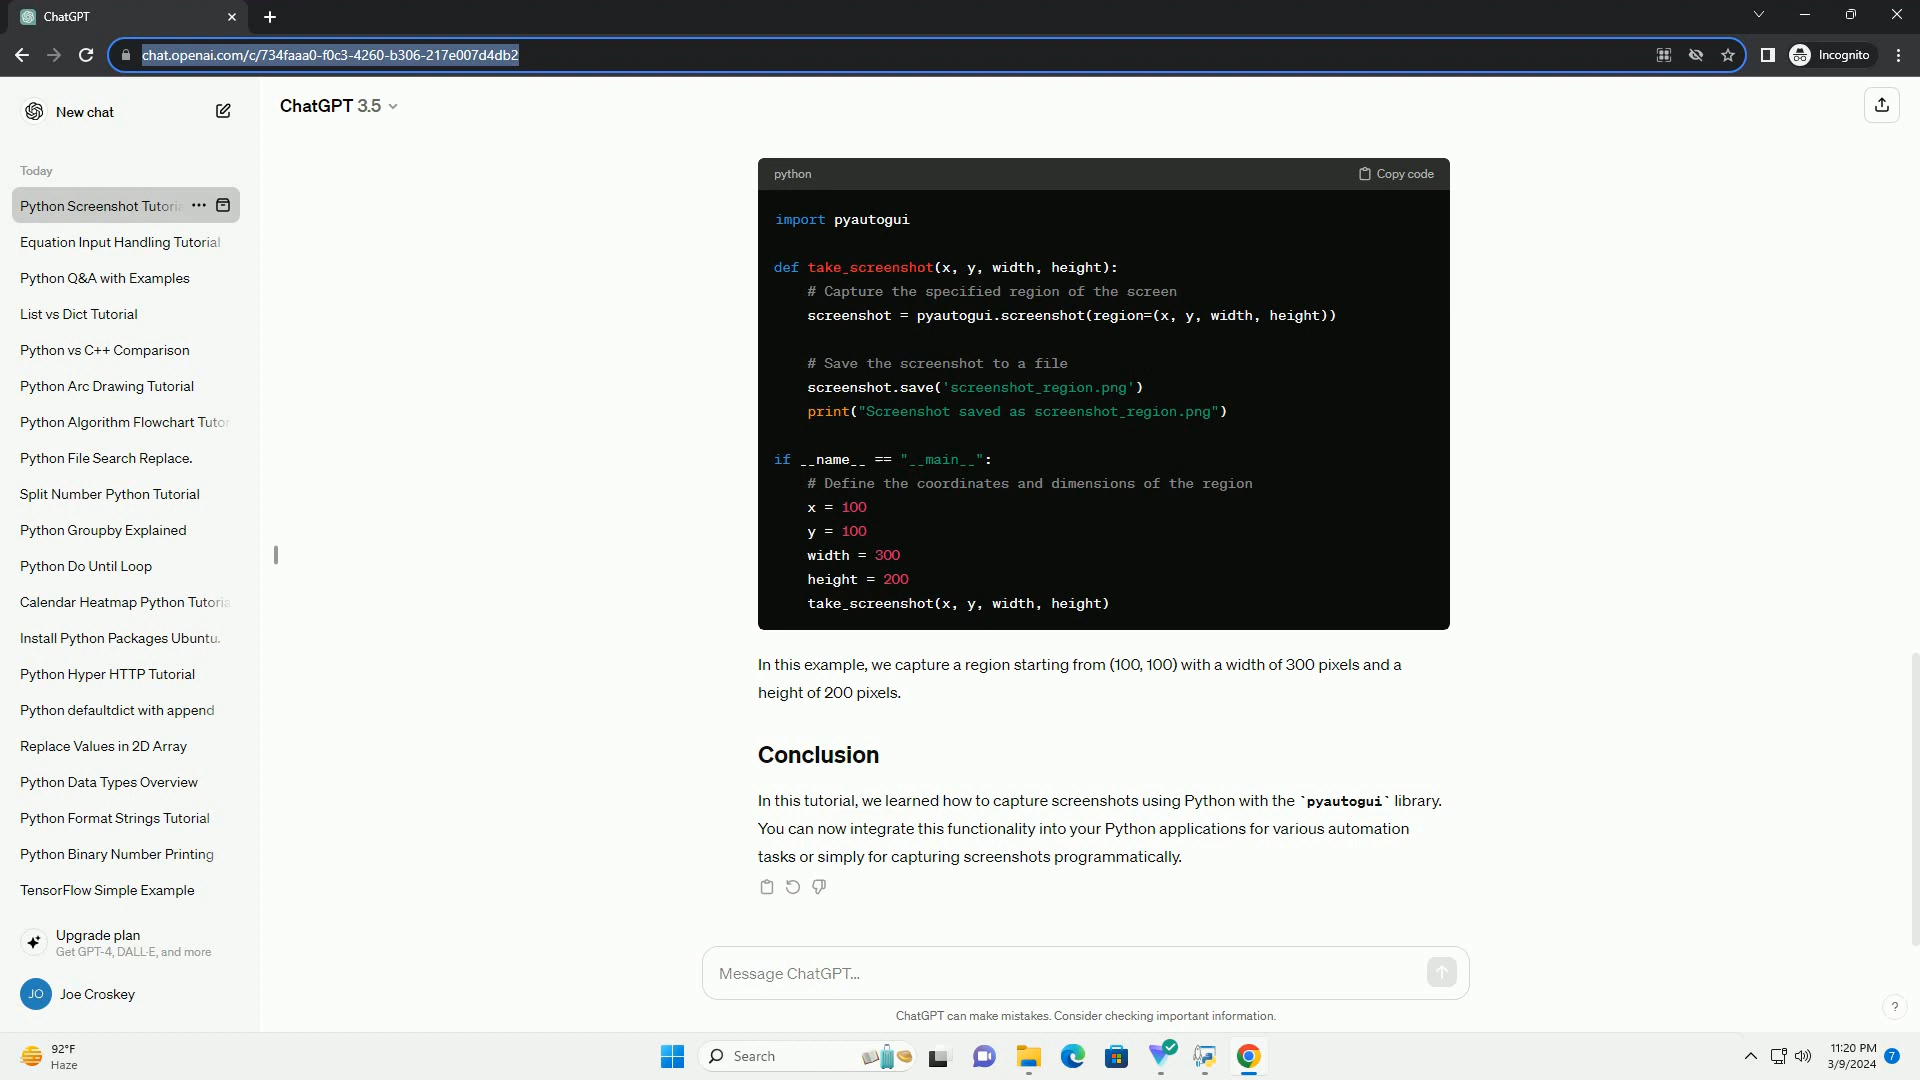 ChatGPT
chat.openai.com/c/734faaa0-f0c3-4260-b306-217e007d4db2
Incognito
New chat
ChatGPT 3.5
Today
Python Screenshot Tutoria
Equation Input Handling Tutorial
Python Q&A with Examples
List vs Dict Tutorial
Python vs C++ Comparison
Python Arc Drawing Tutorial
Python Algorithm Flowchart Tutor
Python File Search Replace.
Split Number Python Tutorial
Python Groupby Explained
Python Do Until Loop
Calendar Heatmap Python Tutoria
Install Python Packages Ubuntu.
Python Hyper HTTP Tutorial
Python defaultdict with append
Replace Values in 2D Array
Python Data Types Overview
Python Format Strings Tutorial
Python Binary Number Printing
TensorFlow Simple Example
Upgrade plan
Get GPT-4, DALL·E, and more
JO Joe Croskey
python
Copy code
import pyautogui
def take_screenshot(x, y, width, height):
# Capture the specified region of the screen
screenshot = pyautogui.screenshot(region=(x, y, width, height))
# Save the screenshot to a file
screenshot.save('screenshot_region.png')
print("Screenshot saved as screenshot_region.png")
if __name__ == "__main__":
# Define the coordinates and dimensions of the region
x = 100
y = 100
width = 300
height = 200
take_screenshot(x, y, width, height)
In this example, we capture a region starting from (100, 100) with a width of 300 pixels and a
height of 200 pixels.
Conclusion
In this tutorial, we learned how to capture screenshots using Python with the `pyautogui` library.
You can now integrate this functionality into your Python applications for various automation
tasks or simply for capturing screenshots programmatically.
Message ChatGPT...
ChatGPT can make mistakes. Consider checking important information.
?
92°F
Haze
Search
11:20 PM
3/9/2024
7